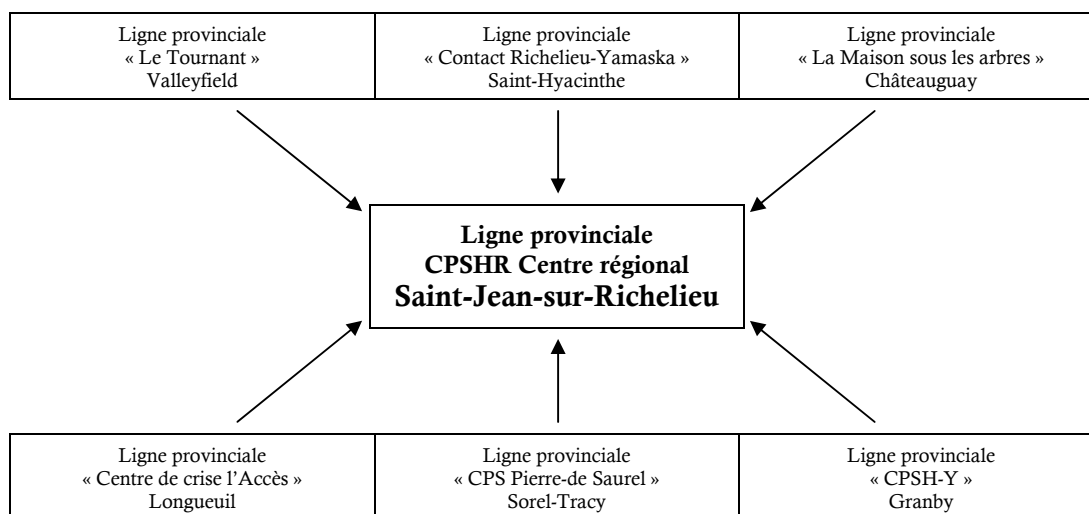 Ligne provinciale
« Le Tournant »
Valleyfield
Ligne provinciale
« Contact Richelieu-Yamaska »
Saint-Hyacinthe
Ligne provinciale
« La Maison sous les arbres »
Châteauguay
Ligne provinciale
CPSHR Centre régional
Saint-Jean-sur-Richelieu
Ligne provinciale
« Centre de crise l'Accès »
Longueuil
Ligne provinciale
« CPS Pierre-de Saurel »
Sorel-Tracy
Ligne provinciale
« CPSH-Y »
Granby